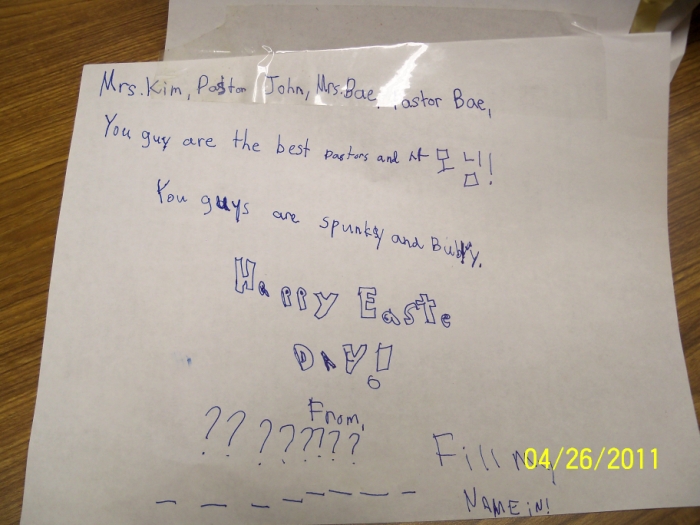 Mrs. Kim, Pastor John, Mrs. Bae, Pastor Bae,
You guy are the best pastors and 사모님!
You guys are spunky and Bubly.
Happy Easte
DAY!
From,
?? ??????
_ _ _ _ _ _ _ _
Fill my
NAME iN!
04/26/2011